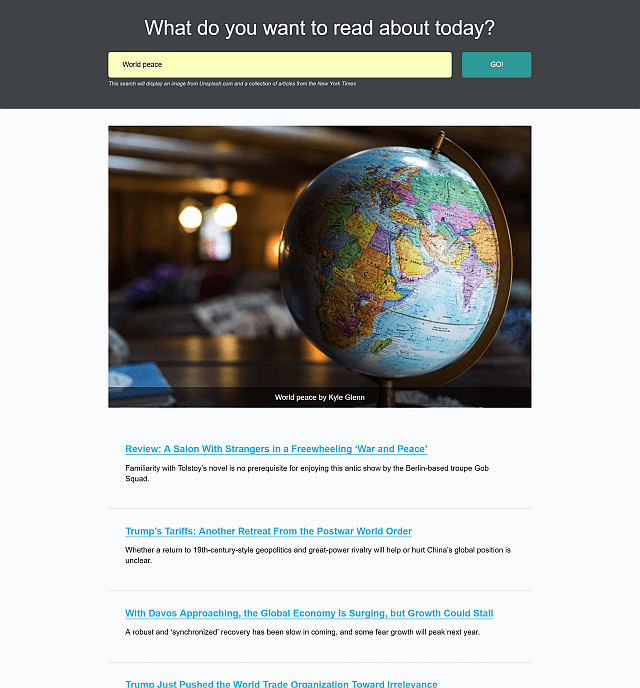 What do you want to read about today?
World peace
GO!
This search will display an image from Unsplash.com and a collection of articles from the New York Times
World peace by Kyle Glenn
Review: A Salon With Strangers in a Freewheeling ‘War and Peace’
Familiarity with Tolstoy’s novel is no prerequisite for enjoying this antic show by the Berlin-based troupe Gob
Squad.
Trump’s Tariffs: Another Retreat From the Postwar World Order
Whether a return to 19th-century-style geopolitics and great-power rivalry will help or hurt China’s global position is
unclear.
With Davos Approaching, the Global Economy Is Surging, but Growth Could Stall
A robust and ‘synchronized’ recovery has been slow in coming, and some fear growth will peak next year.
Trump Just Pushed the World Trade Organization Toward Irrelevance